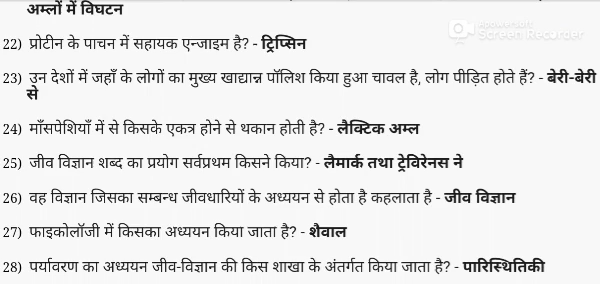 अम्लों में विघटन
22) प्रोटीन के पाचन में सहायक एन्जाइम है? - ट्रिप्सिन
23) उन देशों में जहाँ के लोगों का मुख्य खाद्यान्न पॉलिश किया हुआ चावल है, लोग पीड़ित होते हैं? - बेरी-बेरी
से
24) माँसपेशियाँ में से किसके एकत्र होने से थकान होती है? - लैक्टिक अम्ल
25) जीव विज्ञान शब्द का प्रयोग सर्वप्रथम किसने किया? - लैमार्क तथा ट्रेविरेनस ने
26) वह विज्ञान जिसका सम्बन्ध जीवधारियों के अध्ययन से होता है कहलाता है - जीव विज्ञान
27) फाइकोलॉजी में किसका अध्ययन किया जाता है? - शैवाल
28) पर्यावरण का अध्ययन जीव-विज्ञान की किस शाखा के अंतर्गत किया जाता है? - पारिस्थितिकी
Screen Recorder